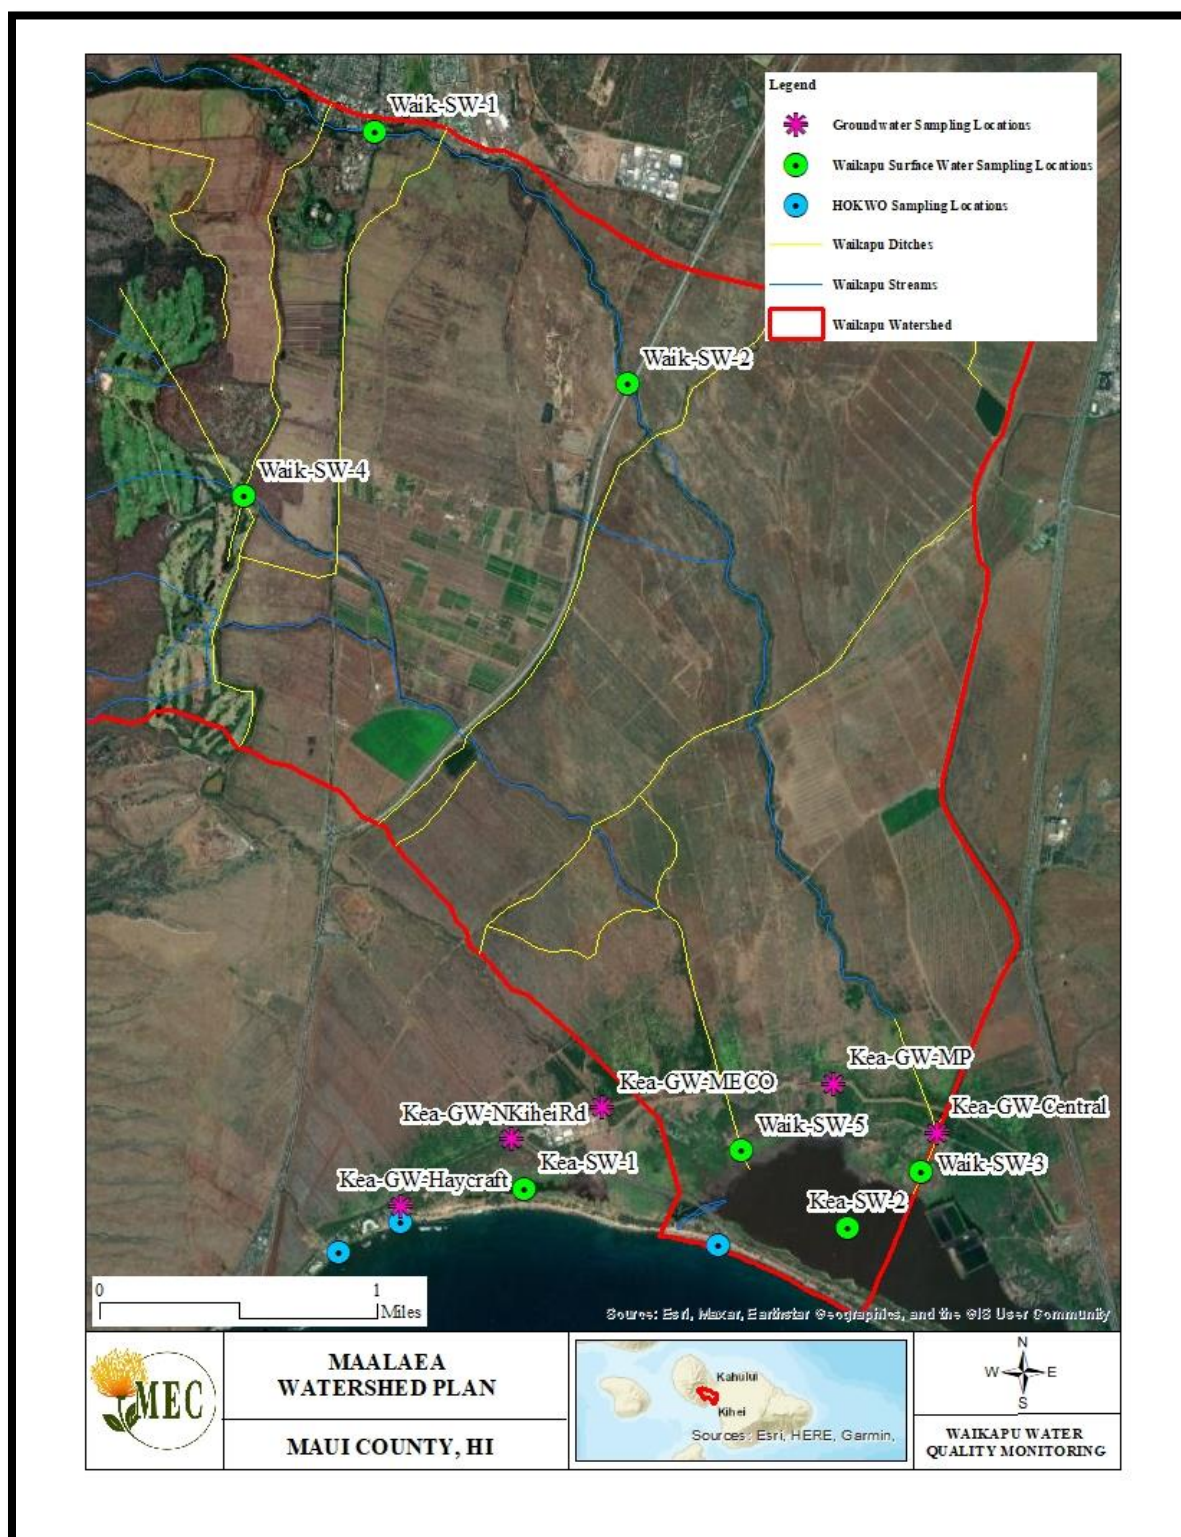 Legend
Groundwater Sampling Locations
Waikapu Surface Water Sampling Locations
HOKWO Sampling Locations
Waikapu Ditches
Waikapu Streams
Waikapu Watershed
Waik-SW-1
Waik-SW-2
Waik-SW-4
Kea-GW-MP
Kea-GW-MECO
Kea-GW-Central
Kea-GW-NKiheiRd
Waik-SW-5
Kea-SW-1
Waik-SW-3
Kea-GW-Haycraft
Kea-SW-2
0 1
Miles
Source: Esri, Maxar, Earthstar Geographics, and the GIS User Community
MEC
MAALAEA
WATERSHED PLAN
MAUI COUNTY, HI
Kahului
Kihei
Sources: Esri, HERE, Garmin,
N
W E
S
WAIKAPU WATER
QUALITY MONITORING